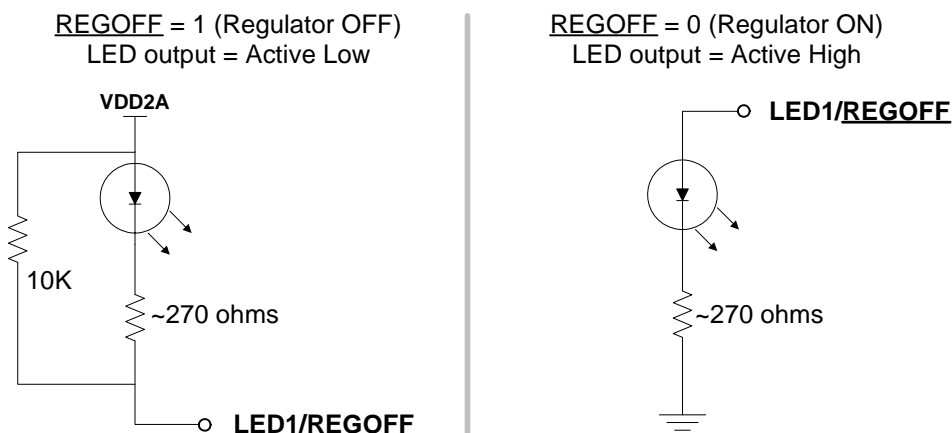 REGOFF = 1 (Regulator OFF)
LED output = Active Low
VDD2A
10K
~270 ohms
LED1/REGOFF
REGOFF = 0 (Regulator ON)
LED output = Active High
LED1/REGOFF
~270 ohms